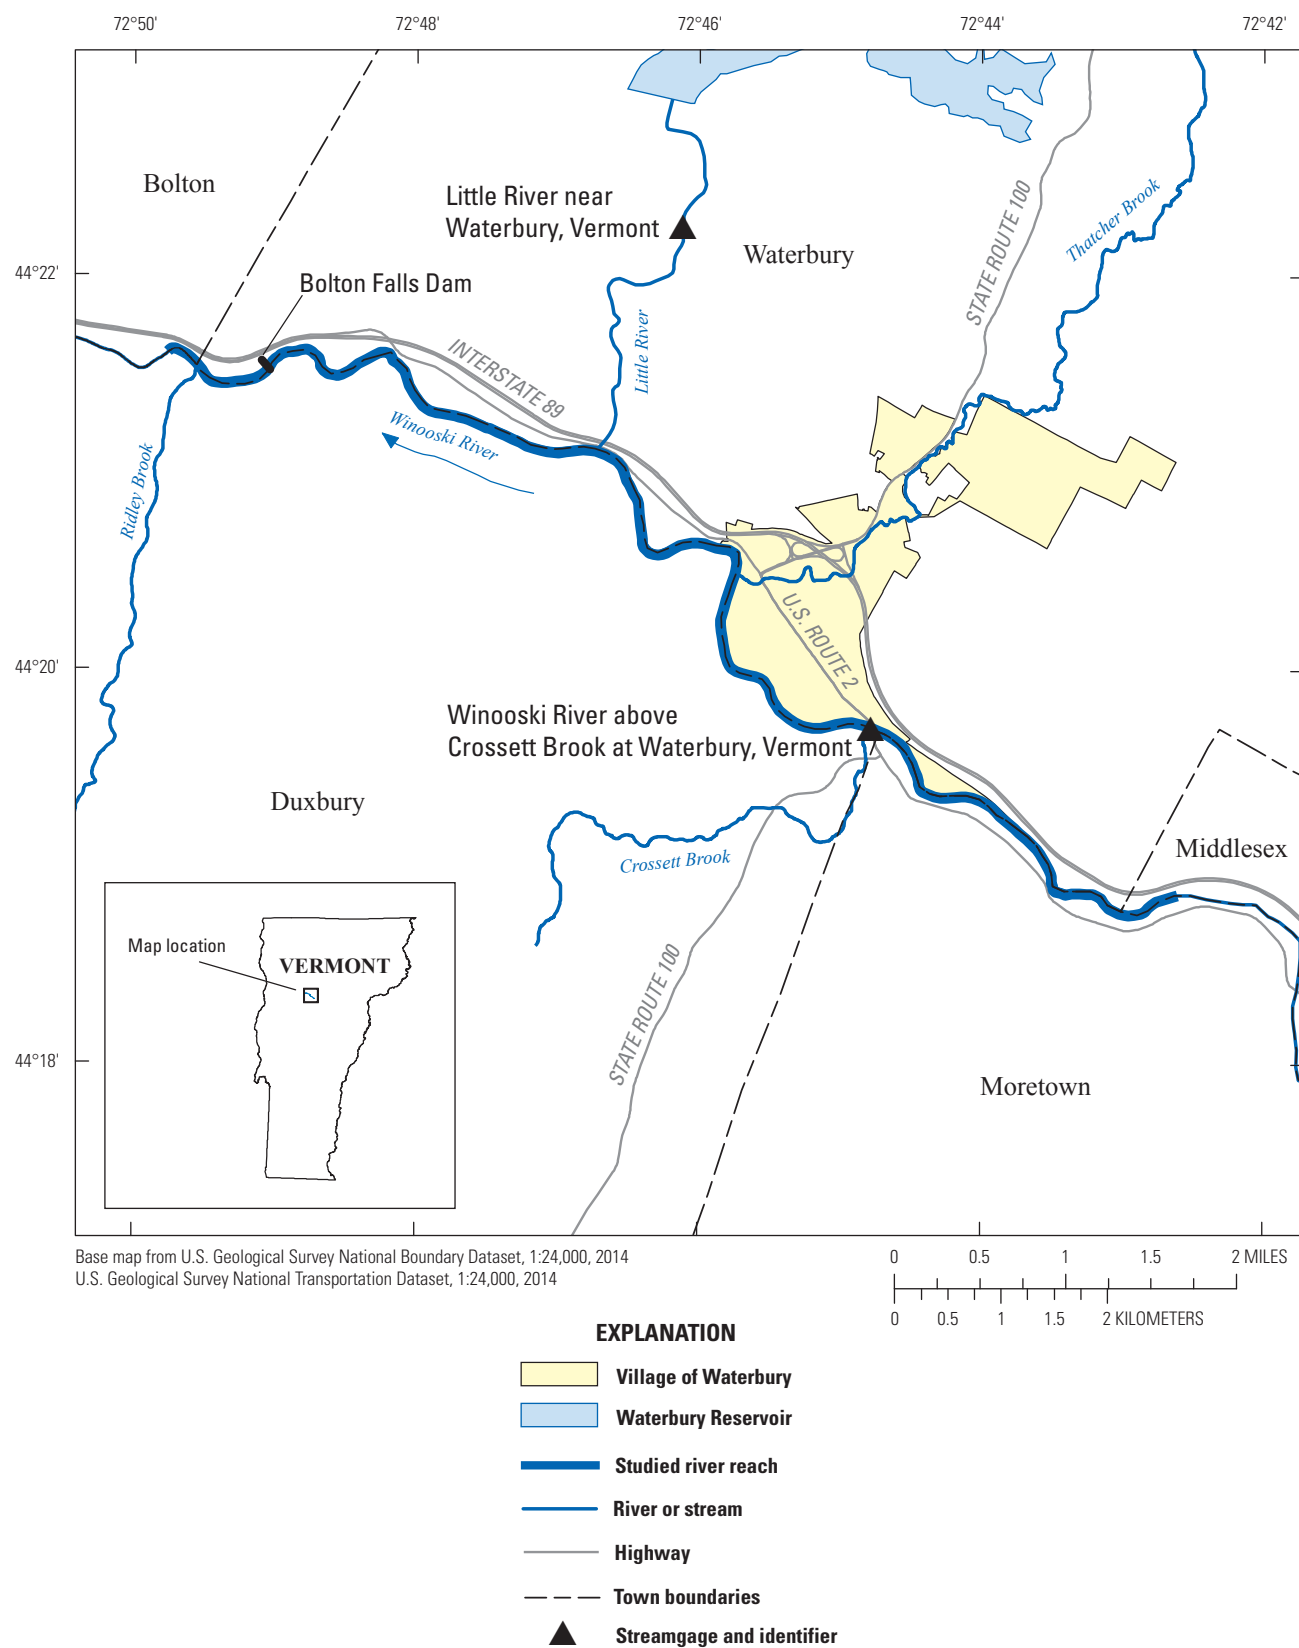 72°50'
72°48'
72°46'
72°44'
72°42'
Bolton
Little River near
Waterbury, Vermont
Waterbury
STATE ROUTE 100
Thatcher Brook
44°22'
Bolton Falls Dam
Little River
INTERSTATE 89
Winooski River
Ridley Brook
U.S. ROUTE 2
44°20'
Winooski River above
Crossett Brook at Waterbury, Vermont
Duxbury
Middlesex
Crossett Brook
Map location
VERMONT
STATE ROUTE 100
44°18'
Moretown
Base map from U.S. Geological Survey National Boundary Dataset, 1:24,000, 2014
U.S. Geological Survey National Transportation Dataset, 1:24,000, 2014
0 0.5 1 1.5 2 MILES
0 0.5 1 1.5 2 KILOMETERS
EXPLANATION
Village of Waterbury
Waterbury Reservoir
Studied river reach
River or stream
Highway
Town boundaries
Streamgage and identifier